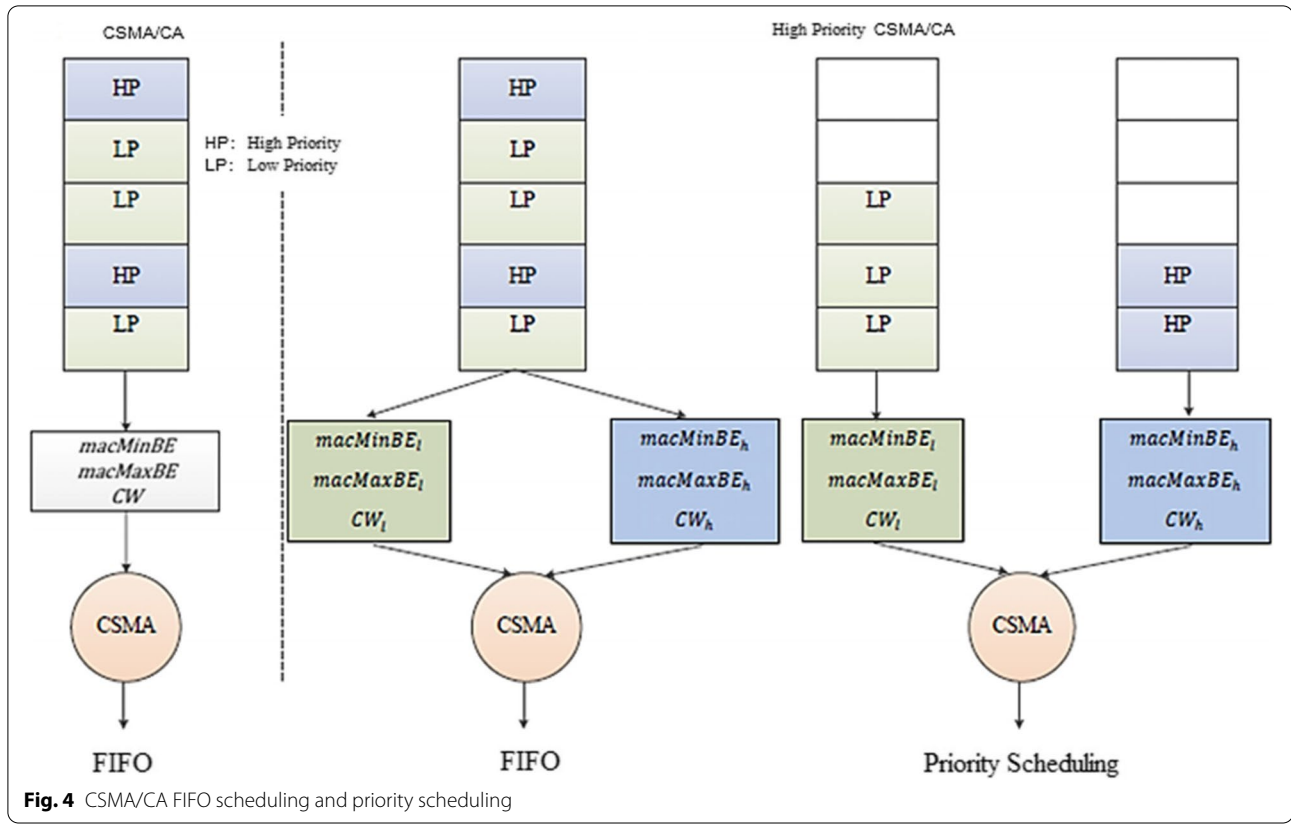 CSMA/CA
High Priority CSMA/CA
HP
LP
LP
HP
LP
HP: High Priority
LP: Low Priority
HP
LP
LP
HP
LP
LP
LP
LP
HP
HP
macMinBE
macMaxBE
CW
macMinBE_l
macMaxBE_l
CW_l
macMinBE_h
macMaxBE_h
CW_h
macMinBE_l
macMaxBE_l
CW_l
macMinBE_h
macMaxBE_h
CW_h
CSMA
CSMA
CSMA
FIFO
FIFO
Priority Scheduling
Fig. 4 CSMA/CA FIFO scheduling and priority scheduling